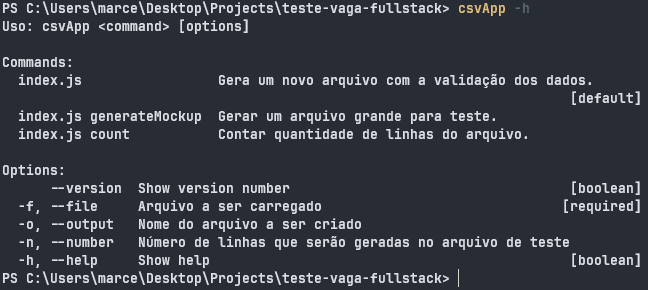 PS C:\Users\marce\Desktop\Projects\teste-vaga-fullstack> csvApp -h
Uso: csvApp <command> [options]

Commands:
  index.js                Gera um novo arquivo com a validação dos dados.
                                                                [default]
  index.js generateMockup  Gerar um arquivo grande para teste.
  index.js count          Contar quantidade de linhas do arquivo.

Options:
      --version  Show version number                            [boolean]
  -f, --file     Arquivo a ser carregado                       [required]
  -o, --output   Nome do arquivo a ser criado
  -n, --number   Número de linhas que serão geradas no arquivo de teste
  -h, --help     Show help                                      [boolean]
PS C:\Users\marce\Desktop\Projects\teste-vaga-fullstack>